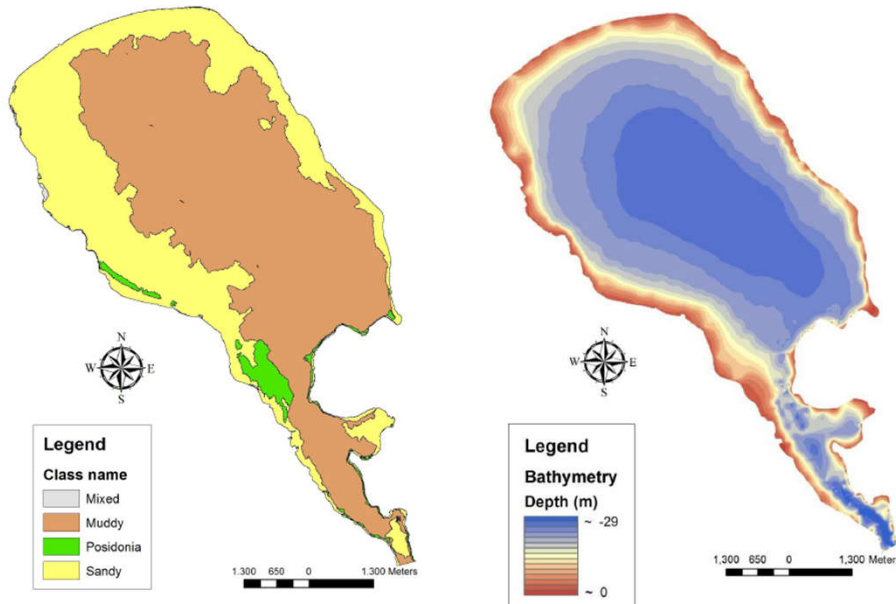 N
W E
S
Legend
Class name
Mixed
Muddy
Posidonia
Sandy
1.300 650 0 1.300 Meters
N
W E
S
Legend
Bathymetry
Depth (m)
~ -29
~ 0
1,300 650 0 1,300 Meter